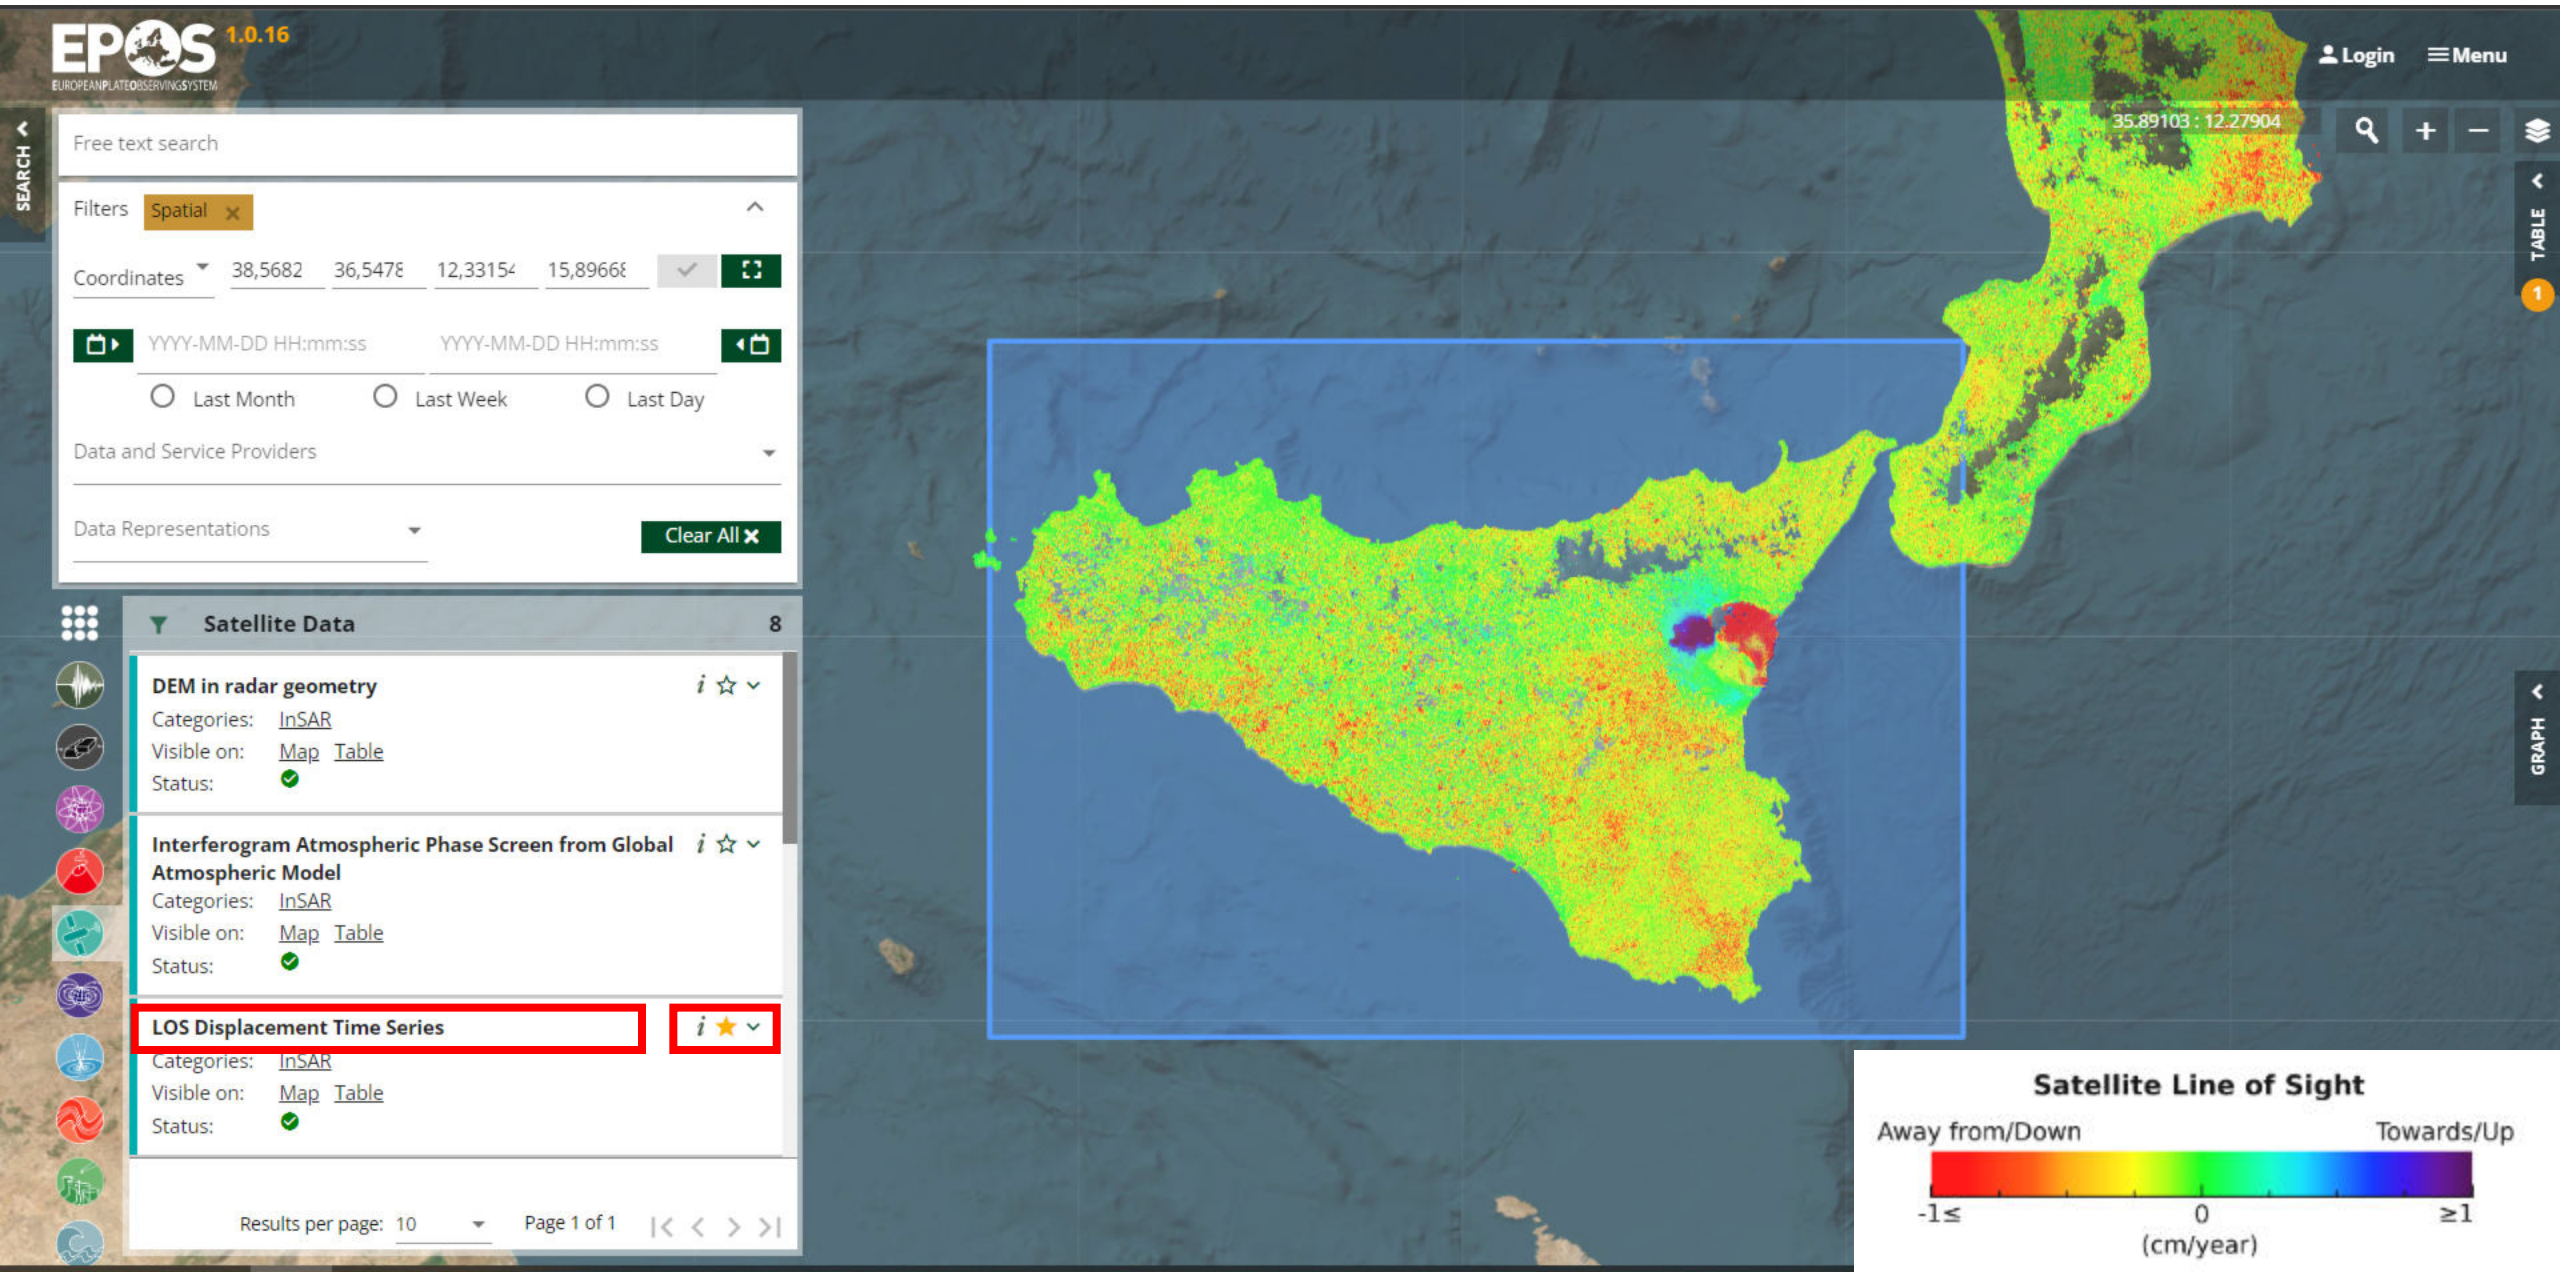 EPOS 1.0.16
EUROPEANPLATEOBSERVINGSYSTEM
Login
Menu
SEARCH
Free text search
Filters
Spatial
Coordinates
38,5682
36,5478
12,33154
15,89668
YYYY-MM-DD HH:mm:ss
YYYY-MM-DD HH:mm:ss
Last Month
Last Week
Last Day
Data and Service Providers
Data Representations
Clear All
Satellite Data
8
DEM in radar geometry
Categories: InSAR
Visible on: Map Table
Status:
Interferogram Atmospheric Phase Screen from Global
Atmospheric Model
Categories: InSAR
Visible on: Map Table
Status:
LOS Displacement Time Series
Categories: InSAR
Visible on: Map Table
Status:
Results per page: 10
Page 1 of 1
35.89103 : 12.27904
TABLE
1
GRAPH
Satellite Line of Sight
Away from/Down
Towards/Up
-1≤
0
≥1
(cm/year)